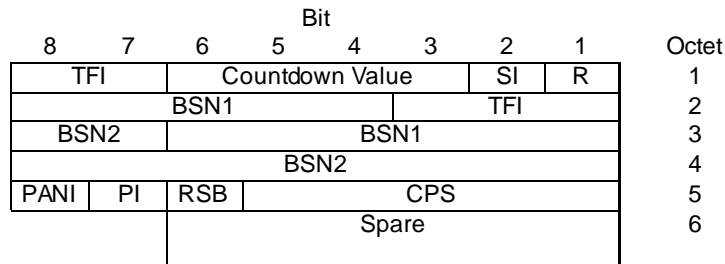 Bit
8 7 6 5 4 3 2 1 Octet
TFI Countdown Value SI R 1
BSN1 TFI 2
BSN2 BSN1 3
BSN2 4
PANI PI RSB CPS 5
Spare 6